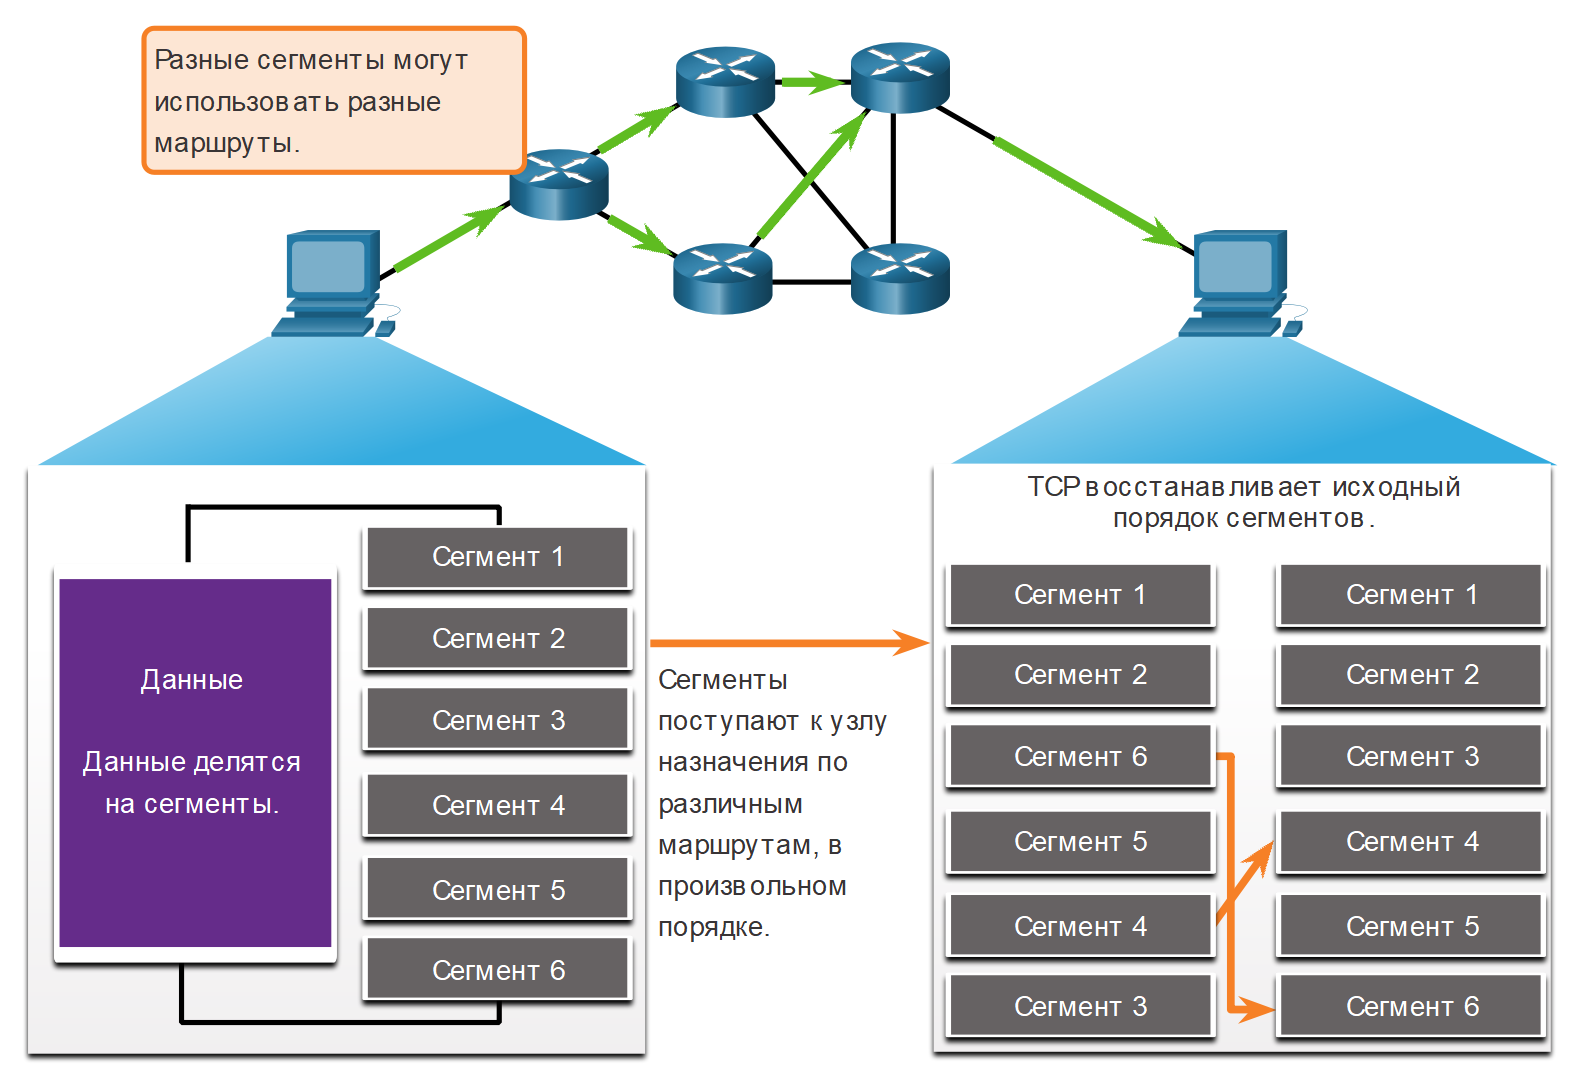 Разные сегменты могут
использовать разные
маршруты.
Данные
Данные делятся
на сегменты.
Сегмент 1
Сегмент 2
Сегмент 3
Сегмент 4
Сегмент 5
Сегмент 6
Сегменты
поступают к узлу
назначения по
различным
маршрутам, в
произвольном
порядке.
TCP восстанавливает исходный
порядок сегментов.
Сегмент 1
Сегмент 2
Сегмент 6
Сегмент 5
Сегмент 4
Сегмент 3
Сегмент 1
Сегмент 2
Сегмент 3
Сегмент 4
Сегмент 5
Сегмент 6